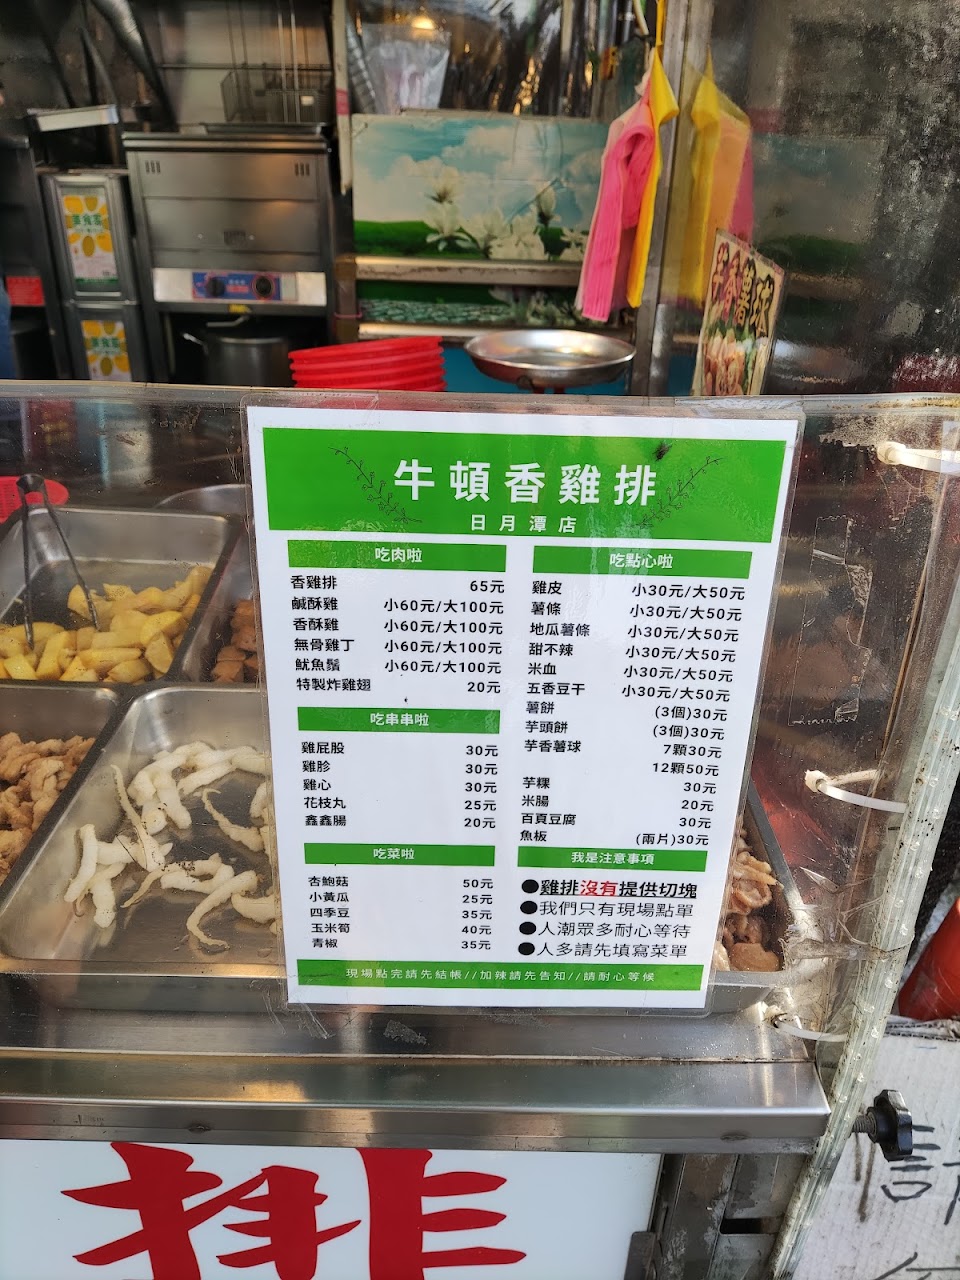 牛頓香雞排
日月潭店
吃肉啦
香雞排 65元
鹹酥雞 小60元/大100元
香酥雞 小60元/大100元
無骨雞丁 小60元/大100元
魷魚鬚 小60元/大100元
特製炸雞翅 20元
吃串串啦
雞屁股 30元
雞胗 30元
雞心 30元
花枝丸 25元
鑫鑫腸 20元
吃菜啦
杏鮑菇 50元
小黃瓜 25元
四季豆 35元
玉米筍 40元
青椒 35元
吃點心啦
雞皮 小30元/大50元
薯條 小30元/大50元
地瓜薯條 小30元/大50元
甜不辣 小30元/大50元
米血 小30元/大50元
五香豆干 小30元/大50元
薯餅 (3個)30元
芋頭餅 (3個)30元
芋香薯球 7顆30元
12顆50元
芋粿 30元
米腸 20元
百頁豆腐 30元
魚板 (兩片)30元
我是注意事項
●雞排沒有提供切塊
●我們只有現場點單
●人潮眾多耐心等待
●人多請先填寫菜單
現場點完請先結帳//加辣請先告知//請耐心等候
芋香薯球
排